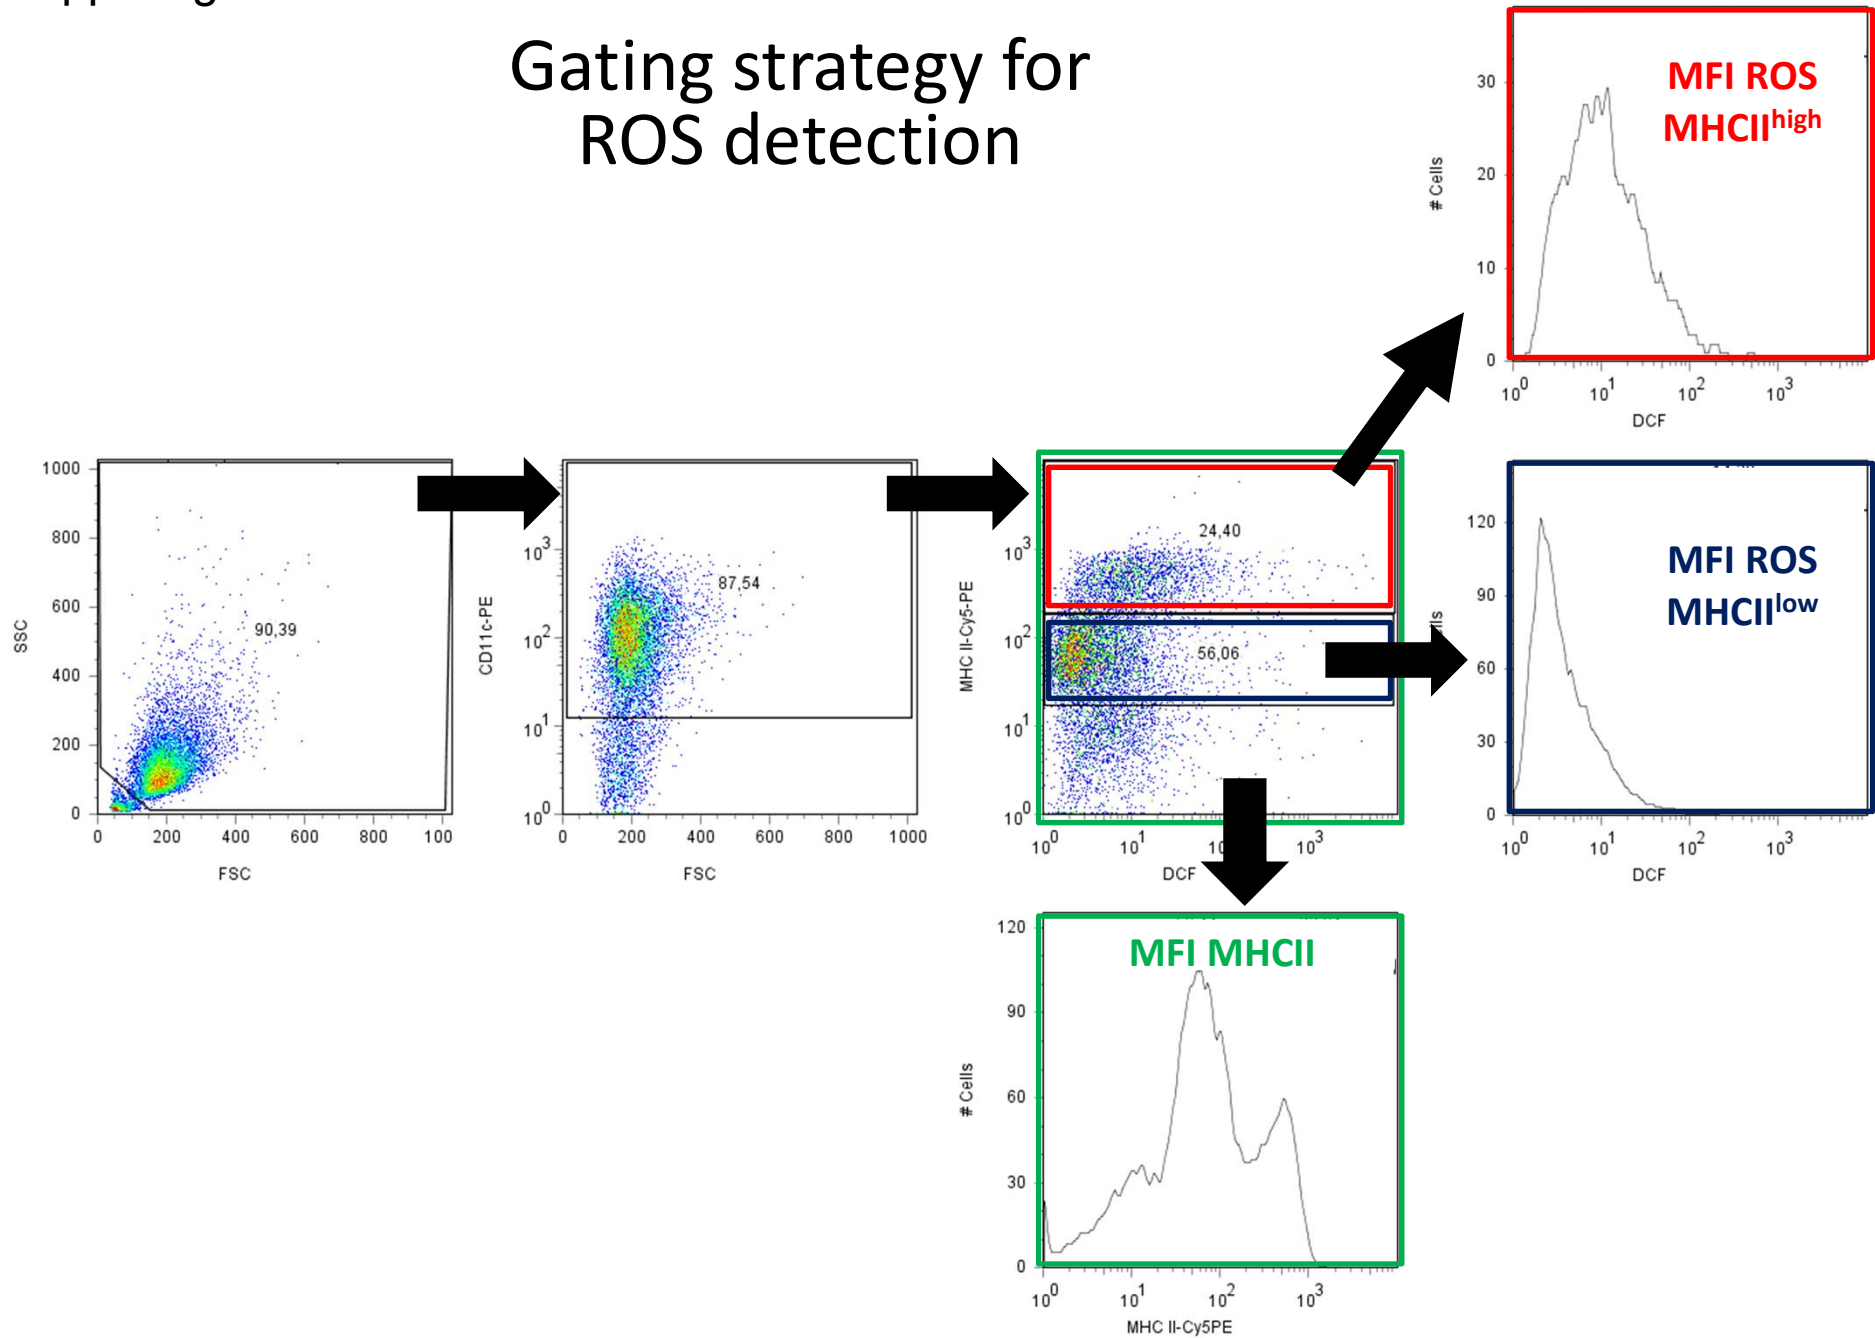 Gating strategy for
ROS detection
MFI ROS
MHCII^high
# Cells
30
20
10
0
10^0 10^1 10^2 10^3
DCF
SSC
1000
800
600
400
200
0
90,39
0 200 400 600 800 100
FSC
CD11c-PE
10^3
10^2
10^1
10^0
87,54
0 200 400 600 800 1000
FSC
MHC II-Cy5-PE
10^3
10^2
10^1
10^0
24,40
56,06
10^0 10^1 10^3
DCF
MFI ROS
MHCII^low
120
90
60
30
0
10^0 10^1 10^2 10^3
DCF
MFI MHCII
# Cells
120
90
60
30
0
10^0 10^1 10^2 10^3
MHC II-Cy5PE